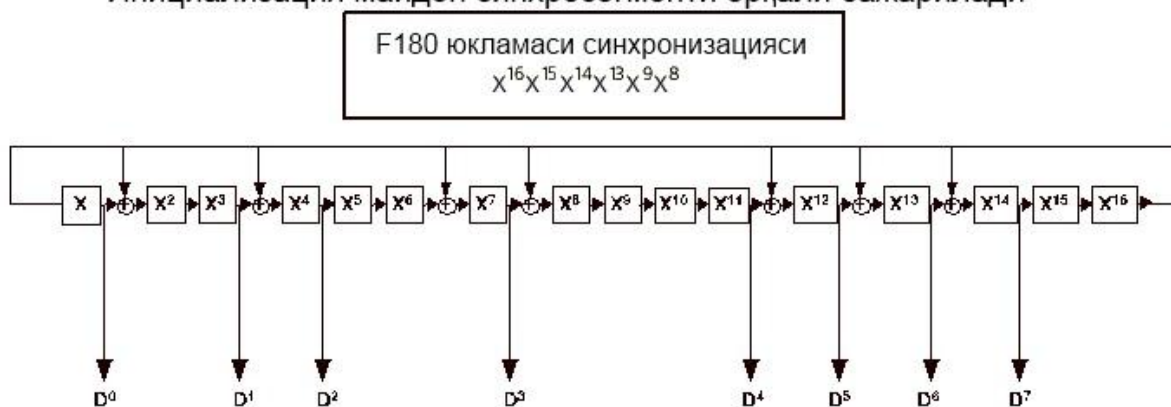 F180 юкламаси синхронизацияси
X¹⁶X¹⁵X¹⁴X¹³X⁹X⁸
X X² X³ X⁴ X⁵ X⁶ X⁷ X⁸ X⁹ X¹⁰ X¹¹ X¹² X¹³ X¹⁴ X¹⁵ X¹⁶
D⁰ D¹ D² D³ D⁴ D⁵ D⁶ D⁷